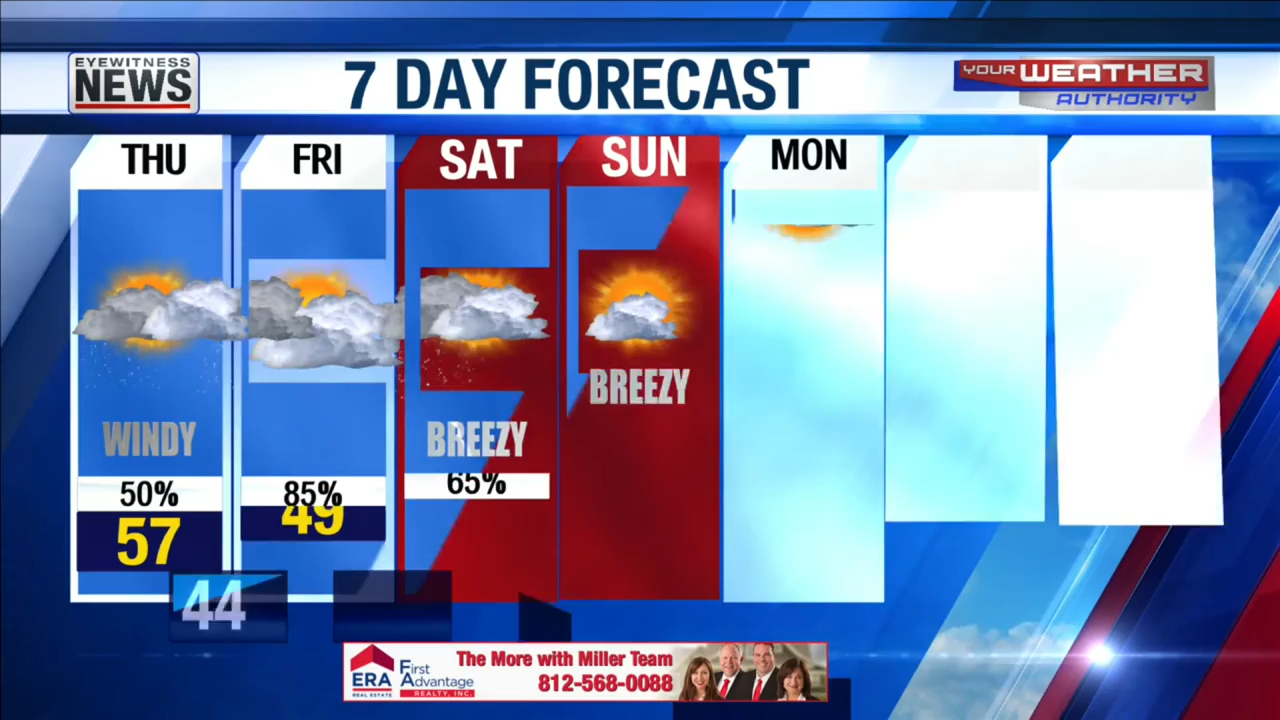 EYEWITNESS
NEWS
7 DAY FORECAST
YOUR WEATHER
AUTHORITY
THU
FRI
SAT
SUN
MON
WINDY
BREEZY
BREEZY
50%
85%
65%
57
49
44
ERA
REAL ESTATE
First
Advantage
REALTY, INC.
The More with Miller Team
812-568-0088